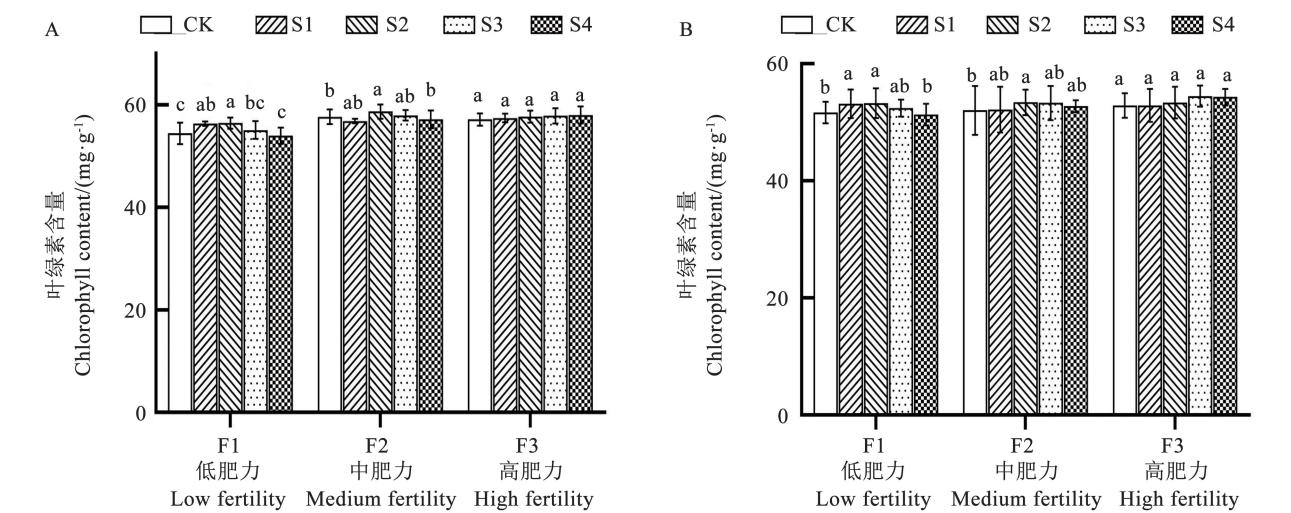 A
CK S1 S2 S3 S4
60
40
20
0
叶绿素含量
Chlorophyll content/(mg·g⁻¹)
c ab a bc c
b ab a ab b
a a a a a
F1 F2 F3
低肥力 中肥力 高肥力
Low fertility Medium fertility High fertility
B
CK S1 S2 S3 S4
60
40
20
0
叶绿素含量
Chlorophyll content/(mg·g⁻¹)
b a a ab b
b ab a ab ab
a a a a a
F1 F2 F3
低肥力 中肥力 高肥力
Low fertility Medium fertility High fertility